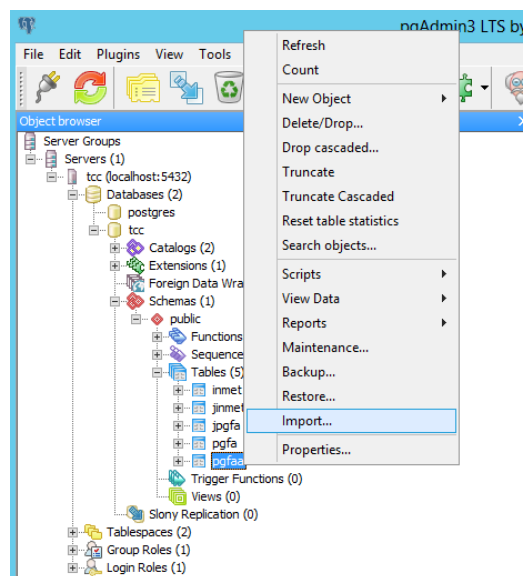 pgAdmin3 LTS by
File Edit Plugins View Tools
Object browser
Server Groups
Servers (1)
tcc (localhost:5432)
Databases (2)
postgres
tcc
Catalogs (2)
Extensions (1)
Foreign Data Wra
Schemas (1)
public
Functions
Sequence
Tables (5)
inmet
jinmet
jpgfa
pgfa
pgfaa
Trigger Functions (0)
Views (0)
Slony Replication (0)
Tablespaces (2)
Group Roles (1)
Login Roles (1)
Refresh
Count
New Object
Delete/Drop...
Drop cascaded...
Truncate
Truncate Cascaded
Reset table statistics
Search objects...
Scripts
View Data
Reports
Maintenance...
Backup...
Restore...
Import...
Properties...